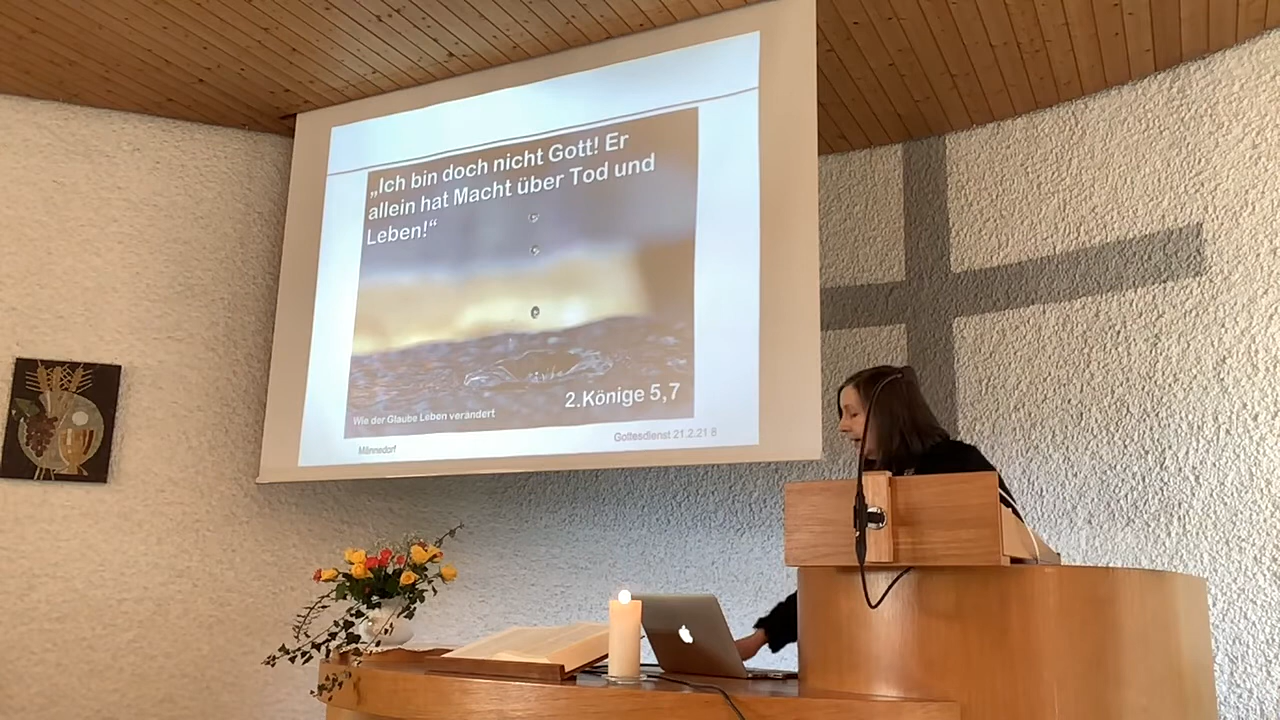 „Ich bin doch nicht Gott! Er
allein hat Macht über Tod und
Leben!“
2.Könige 5,7
Wie der Glaube Leben verändert
Männedorf
Gottesdienst 21.2.21 8